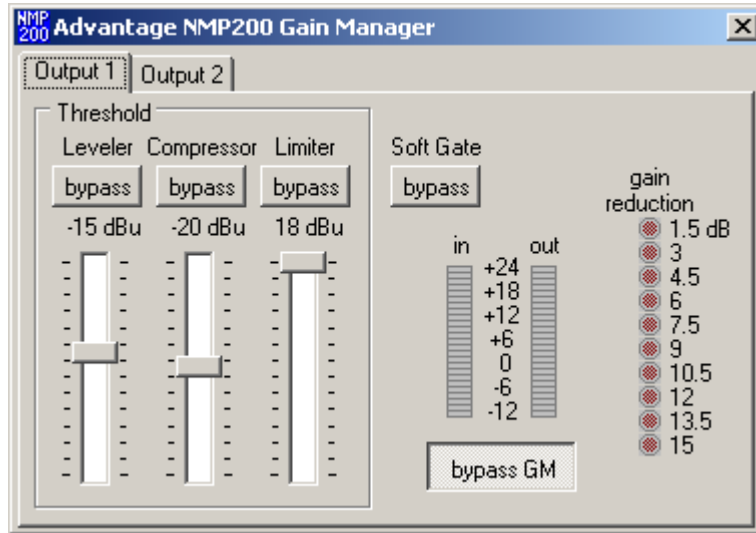 NMP
200 Advantage NMP200 Gain Manager
Output 1 Output 2
Threshold
Leveler Compressor Limiter Soft Gate
bypass bypass bypass bypass
-15 dBu -20 dBu 18 dBu
gain
reduction
in out
+24
+18
+12
+6
0
-6
-12
1.5 dB
3
4.5
6
7.5
9
10.5
12
13.5
15
bypass GM